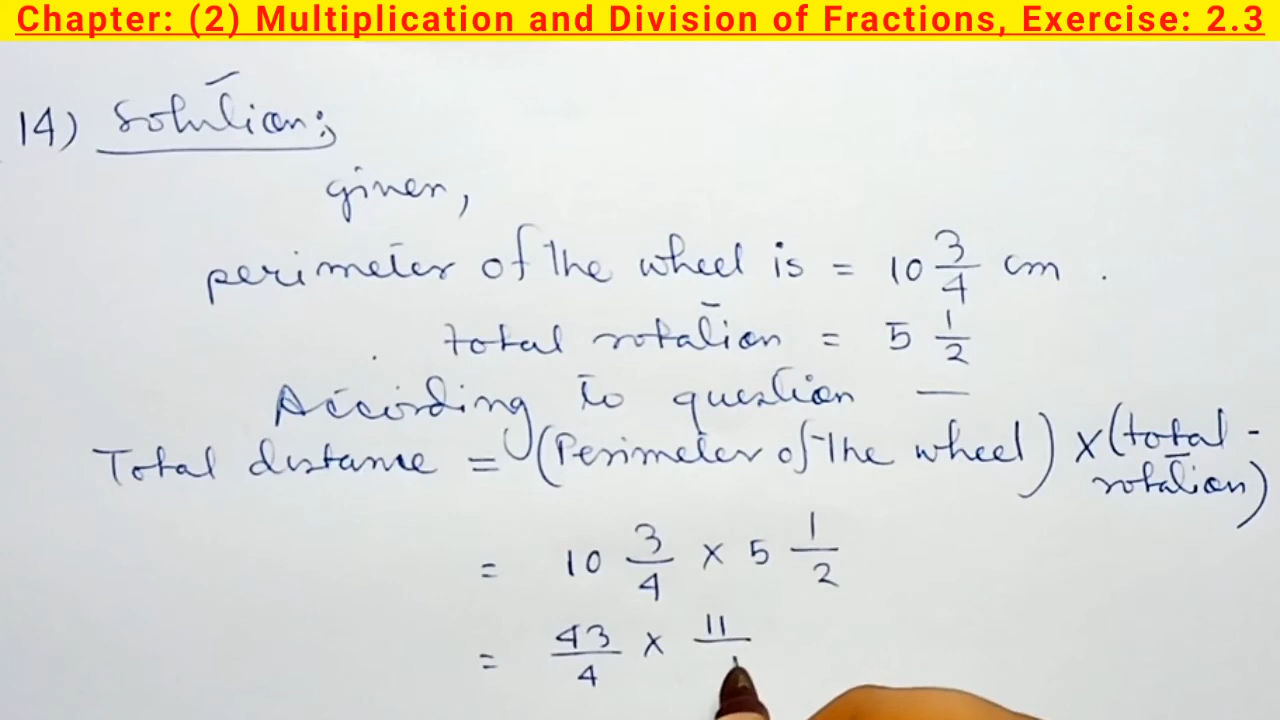 Chapter: (2) Multiplication and Division of Fractions, Exercise: 2.3
14) Solution:
given,
perimeter of the wheel is = 10 3/4 cm .
total rotation = 5 1/2
According to question —
Total distance = (Perimeter of the wheel) × (total -
rotation)
= 10 3/4 × 5 1/2
= 43/4 × 11/